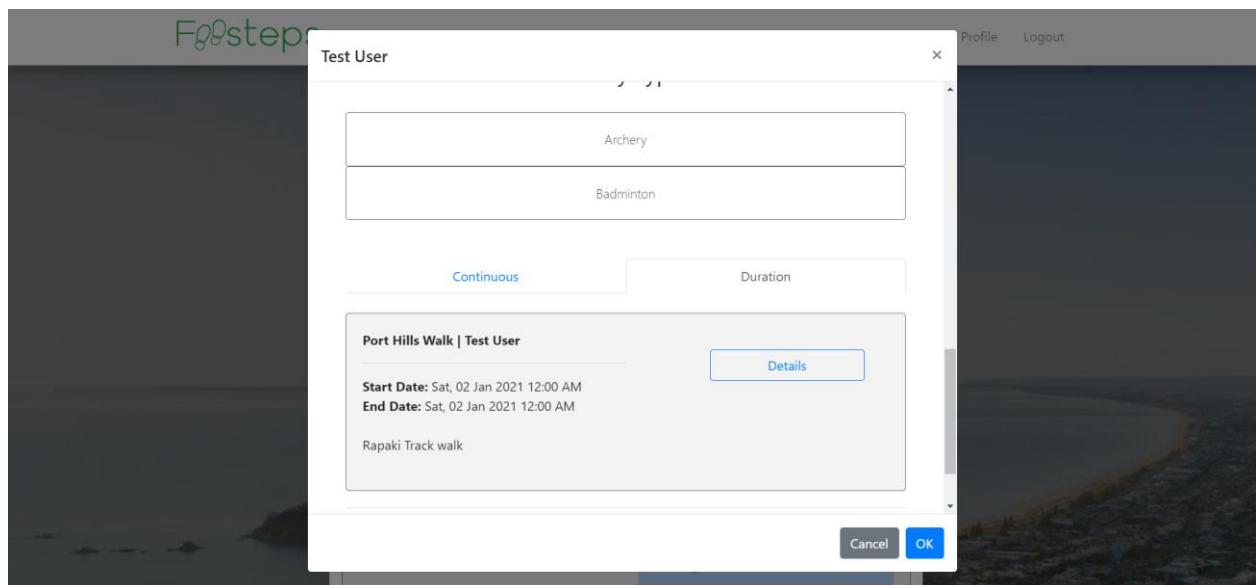 Footsteps
Profile
Logout
Test User
×
Archery
Badminton
Continuous
Duration
Port Hills Walk | Test User
Details
Start Date: Sat, 02 Jan 2021 12:00 AM
End Date: Sat, 02 Jan 2021 12:00 AM
Rapaki Track walk
Cancel
OK